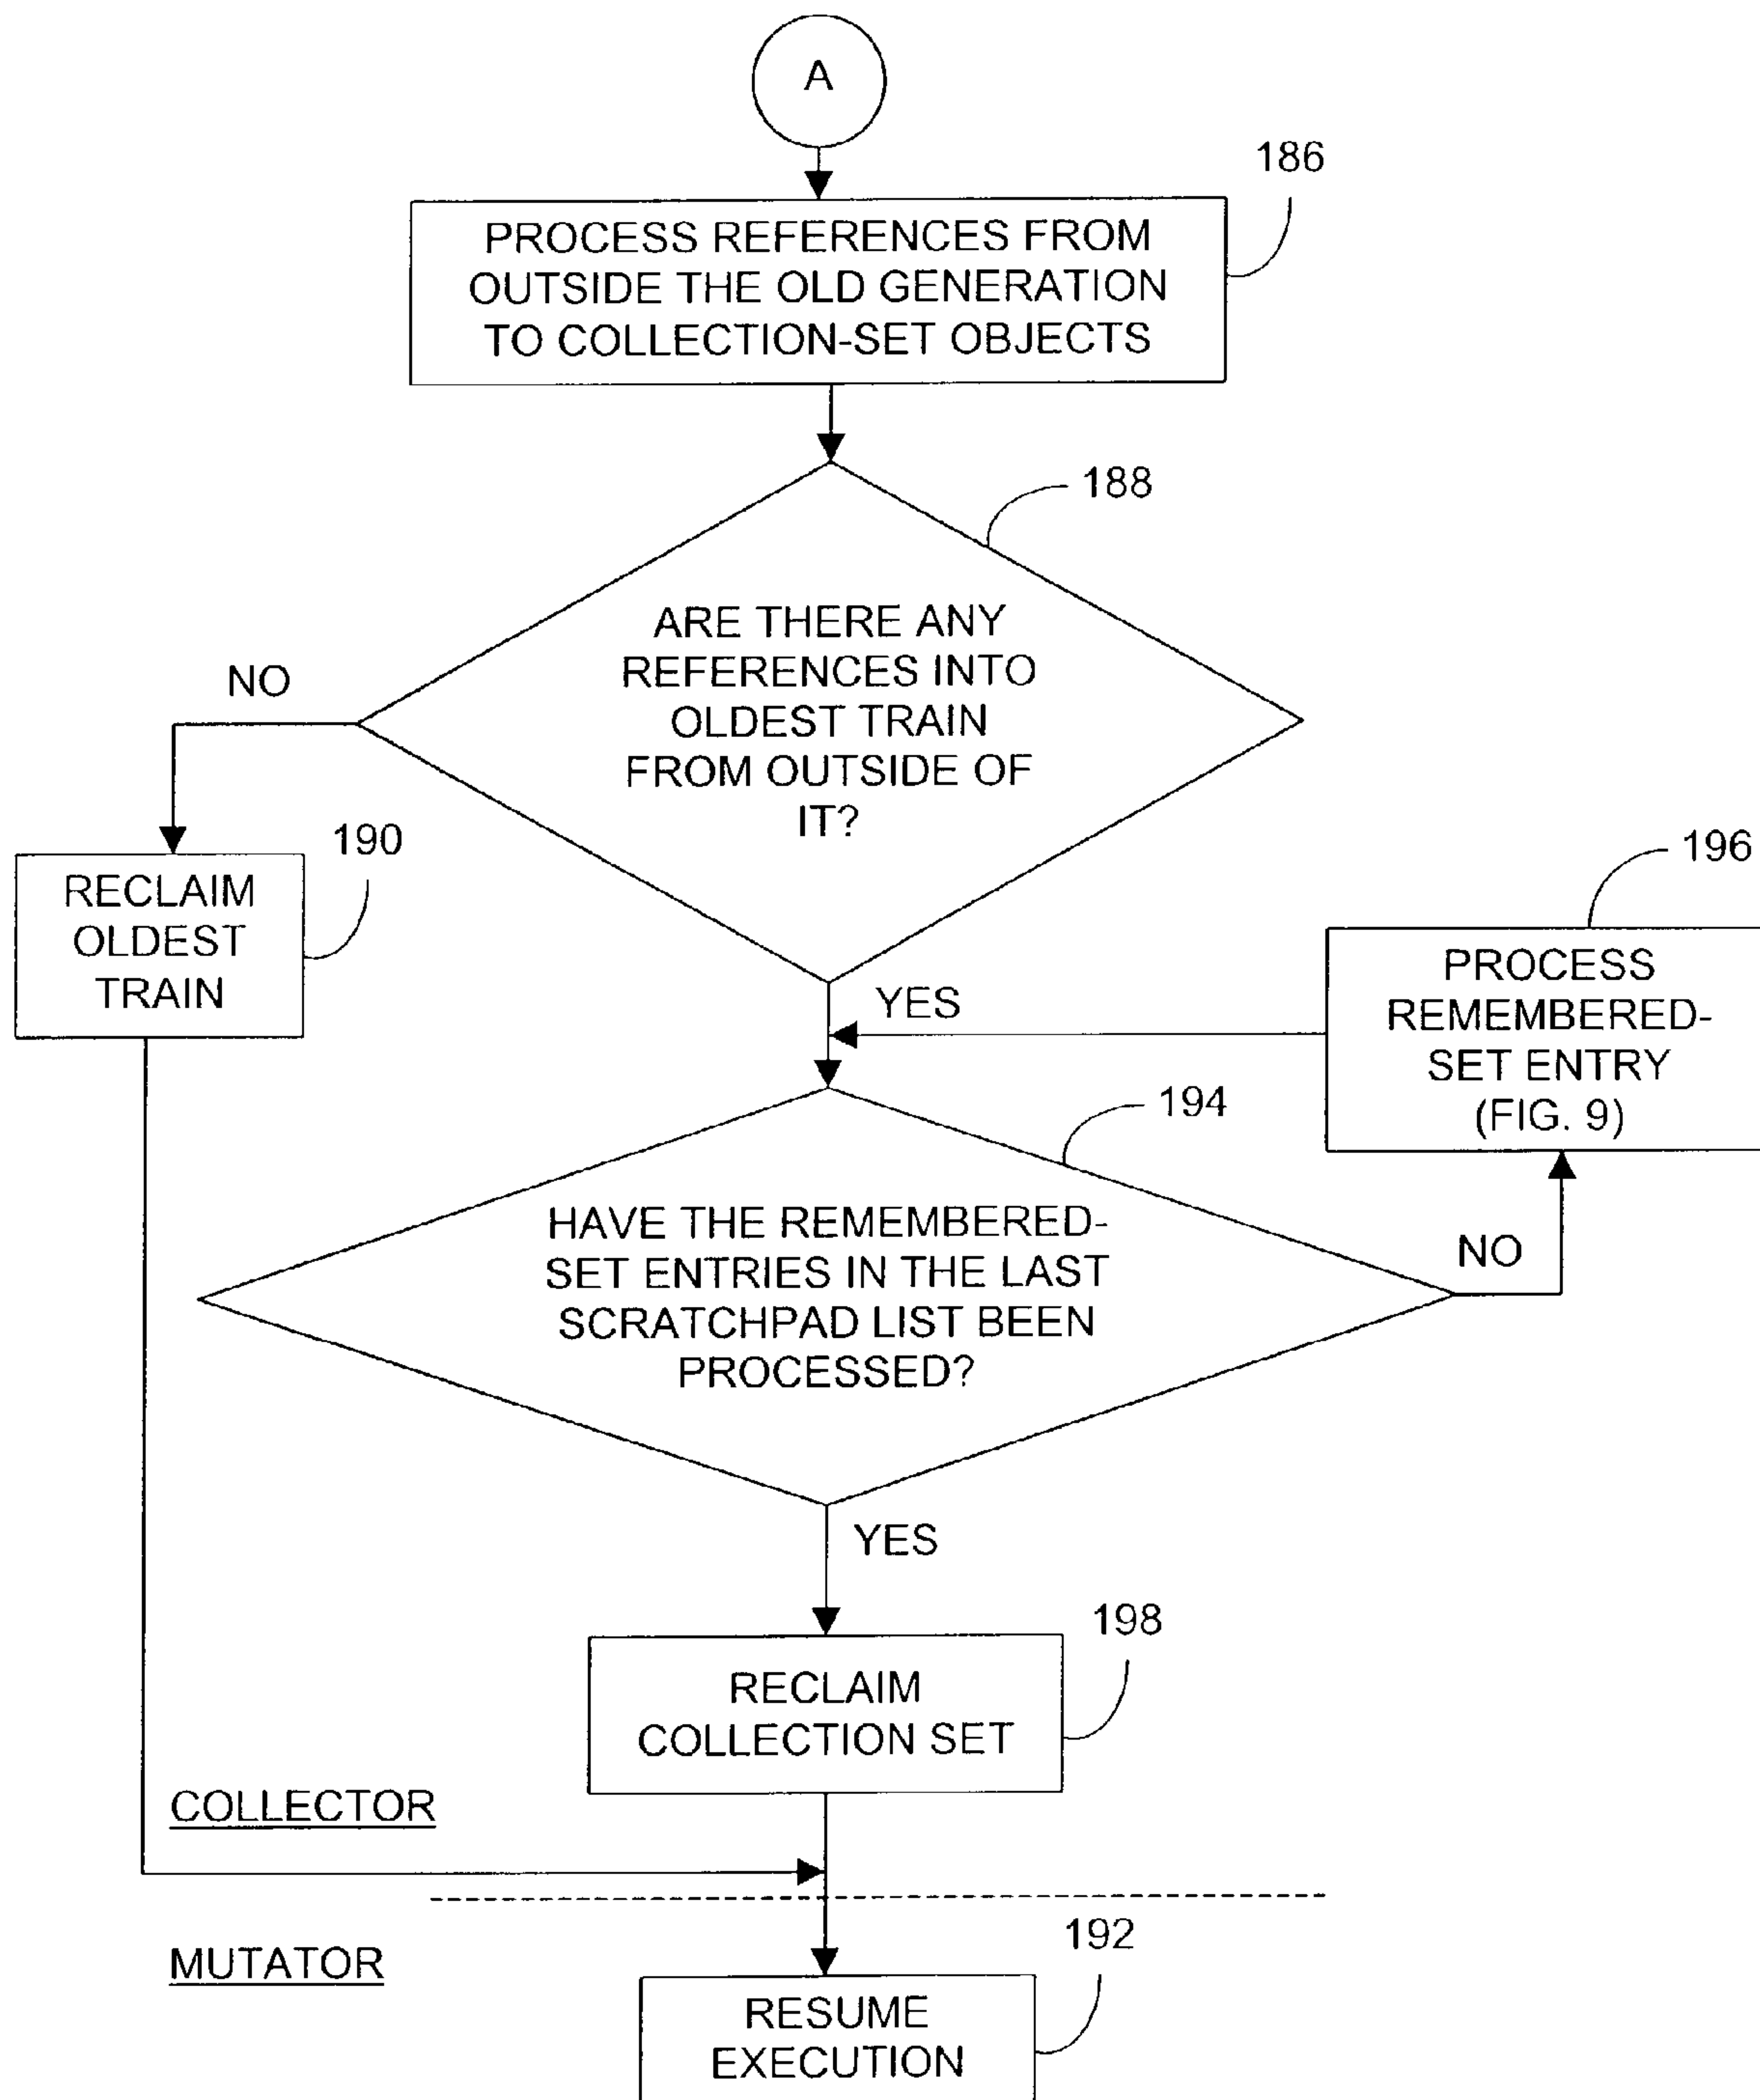 A
186
PROCESS REFERENCES FROM
OUTSIDE THE OLD GENERATION
TO COLLECTION-SET OBJECTS
188
ARE THERE ANY
REFERENCES INTO
OLDEST TRAIN
FROM OUTSIDE OF
IT?
NO
190
RECLAIM
OLDEST
TRAIN
YES
196
PROCESS
REMEMBERED-
SET ENTRY
(FIG. 9)
194
HAVE THE REMEMBERED-
SET ENTRIES IN THE LAST
SCRATCHPAD LIST BEEN
PROCESSED?
NO
YES
198
RECLAIM
COLLECTION SET
COLLECTOR
MUTATOR
192
RESUME
EXECUTION